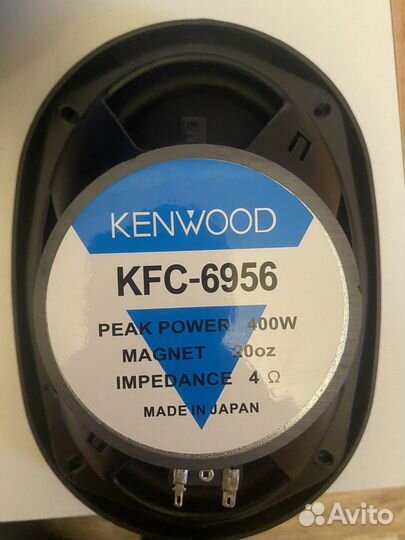 KENWOOD
KFC-6956
PEAK POWER 400W
MAGNET 20oz
IMPEDANCE 4 Ω
MADE IN JAPAN
Avito